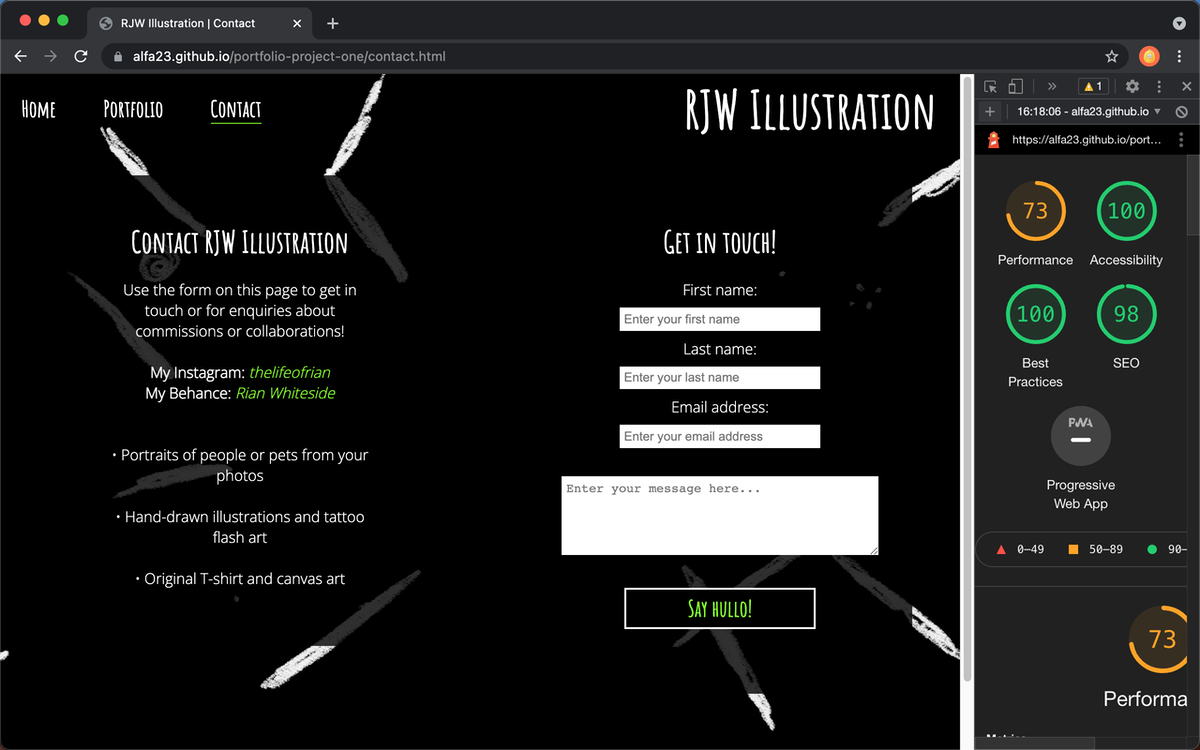 RJW Illustration | Contact
alfa23.github.io/portfolio-project-one/contact.html
Home Portfolio Contact
RJW Illustration
Contact RJW Illustration
Use the form on this page to get in
touch or for enquiries about
commissions or collaborations!
My Instagram: thelifeofrian
My Behance: Rian Whiteside
• Portraits of people or pets from your
photos
• Hand-drawn illustrations and tattoo
flash art
• Original T-shirt and canvas art
Get in touch!
First name:
Enter your first name
Last name:
Enter your last name
Email address:
Enter your email address
Enter your message here...
Say hullo!
1
16:18:06 - alfa23.github.io
https://alfa23.github.io/port...
73 100
Performance Accessibility
100 98
Best
Practices
SEO
PWA
Progressive
Web App
0–49 50–89 90–
73
Performa